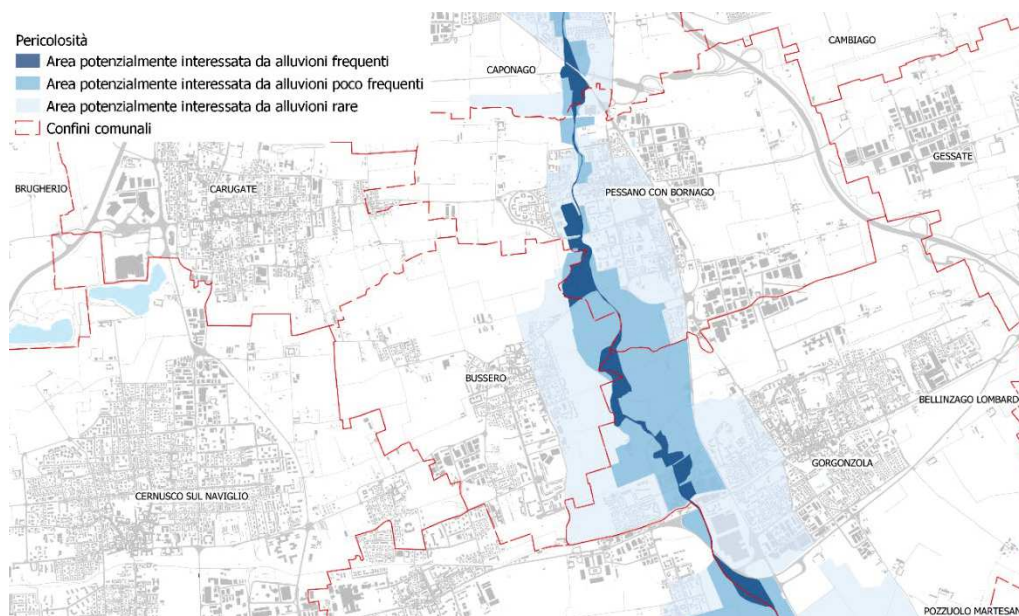 Pericolosità
Area potenzialmente interessata da alluvioni frequenti
Area potenzialmente interessata da alluvioni poco frequenti
Area potenzialmente interessata da alluvioni rare
Confini comunali
CAMBIAGO
CAPONAGO
GESSATE
BRUGHERIO
CARUGATE
PESSANO CON BORNAGO
BUSSERO
BELLINZAGO LOMBARD
GORGONZOLA
CERNUSCO SUL NAVIGLIO
POZZUOLO MARTESAN